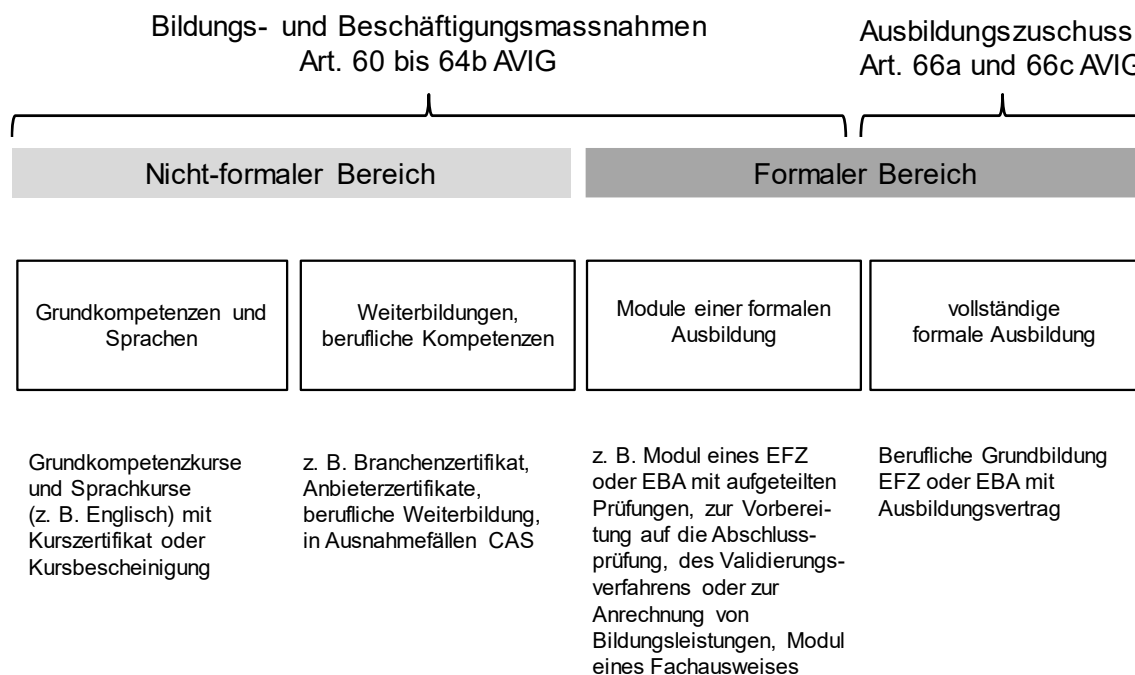 Bildungs- und Beschäftigungsmassnahmen
Art. 60 bis 64b AVIG
Ausbildungszuschuss
Art. 66a und 66c AVIG
Nicht-formaler Bereich
Formaler Bereich
Grundkompetenzen und
Sprachen
Weiterbildungen,
berufliche Kompetenzen
Module einer formalen
Ausbildung
vollständige
formale Ausbildung
Grundkompetenzkurse
und Sprachkurse
(z. B. Englisch) mit
Kurszertifikat oder
Kursbescheinigung
z. B. Branchenzertifikat,
Anbieterzertifikate,
berufliche Weiterbildung,
in Ausnahmefällen CAS
z. B. Modul eines EFZ
oder EBA mit aufgeteilten
Prüfungen, zur Vorberei-
tung auf die Abschluss-
prüfung, des Validierungs-
verfahrens oder zur
Anrechnung von
Bildungsleistungen, Modul
eines Fachausweises
Berufliche Grundbildung
EFZ oder EBA mit
Ausbildungsvertrag